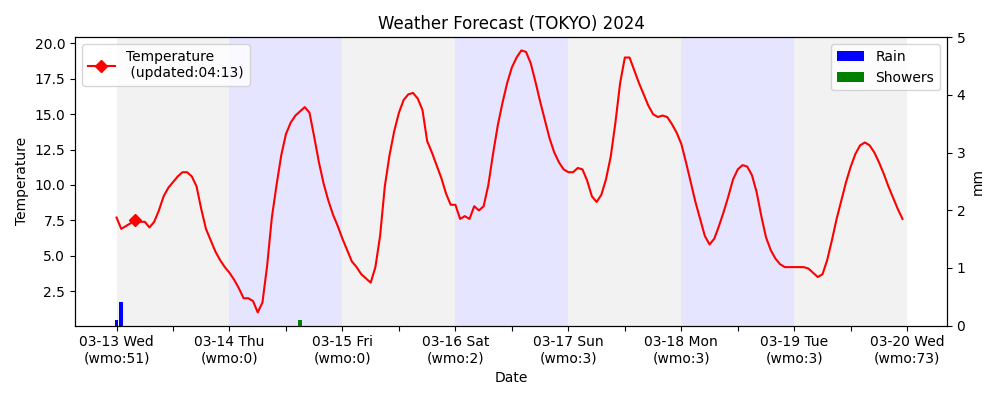 Weather Forecast (TOKYO) 2024
Temperature
(updated:04:13)
Rain
Showers
20.0
17.5
15.0
12.5
10.0
7.5
5.0
2.5
Temperature
5
4
3
2
1
0
mm
03-13 Wed
(wmo:51)
03-14 Thu
(wmo:0)
03-15 Fri
(wmo:0)
03-16 Sat
(wmo:2)
03-17 Sun
(wmo:3)
03-18 Mon
(wmo:3)
03-19 Tue
(wmo:3)
03-20 Wed
(wmo:73)
Date